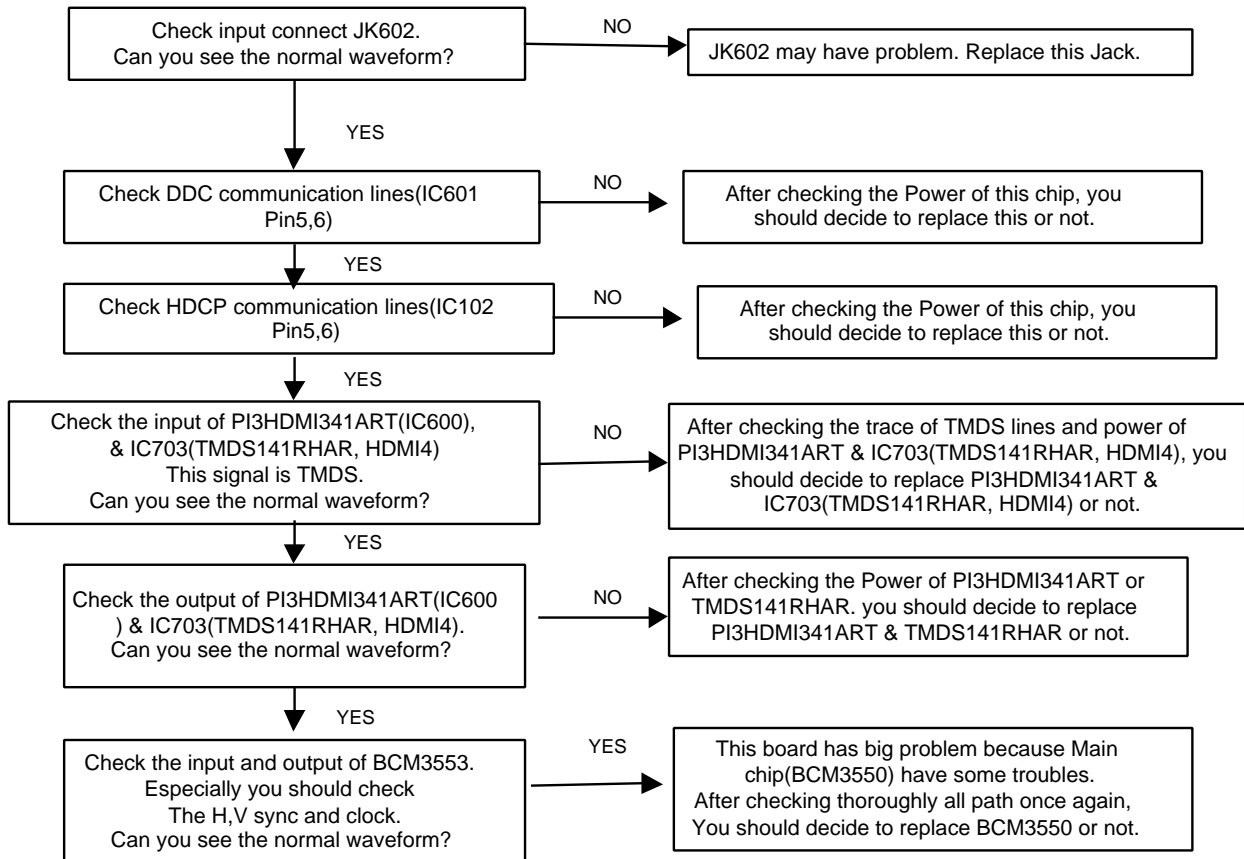 Check input connect JK602.
Can you see the normal waveform?
NO
JK602 may have problem. Replace this Jack.
YES
Check DDC communication lines(IC601
Pin5,6)
NO
After checking the Power of this chip, you
should decide to replace this or not.
YES
Check HDCP communication lines(IC102
Pin5,6)
NO
After checking the Power of this chip, you
should decide to replace this or not.
YES
Check the input of PI3HDMI341ART(IC600),
& IC703(TMDS141RHAR, HDMI4)
This signal is TMDS.
Can you see the normal waveform?
NO
After checking the trace of TMDS lines and power of
PI3HDMI341ART & IC703(TMDS141RHAR, HDMI4), you
should decide to replace PI3HDMI341ART &
IC703(TMDS141RHAR, HDMI4) or not.
YES
Check the output of PI3HDMI341ART(IC600
) & IC703(TMDS141RHAR, HDMI4).
Can you see the normal waveform?
NO
After checking the Power of PI3HDMI341ART or
TMDS141RHAR. you should decide to replace
PI3HDMI341ART & TMDS141RHAR or not.
YES
Check the input and output of BCM3553.
Especially you should check
The H,V sync and clock.
Can you see the normal waveform?
YES
This board has big problem because Main
chip(BCM3550) have some troubles.
After checking thoroughly all path once again,
You should decide to replace BCM3550 or not.